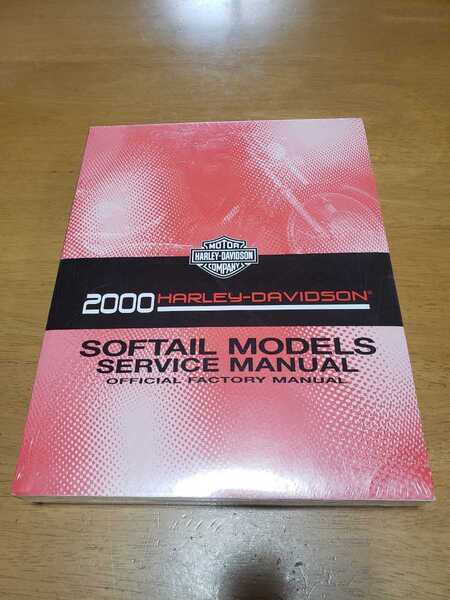 MOTOR
HARLEY-DAVIDSON
COMPANY
2000 HARLEY-DAVIDSON®
SOFTAIL MODELS
SERVICE MANUAL
OFFICIAL FACTORY MANUAL